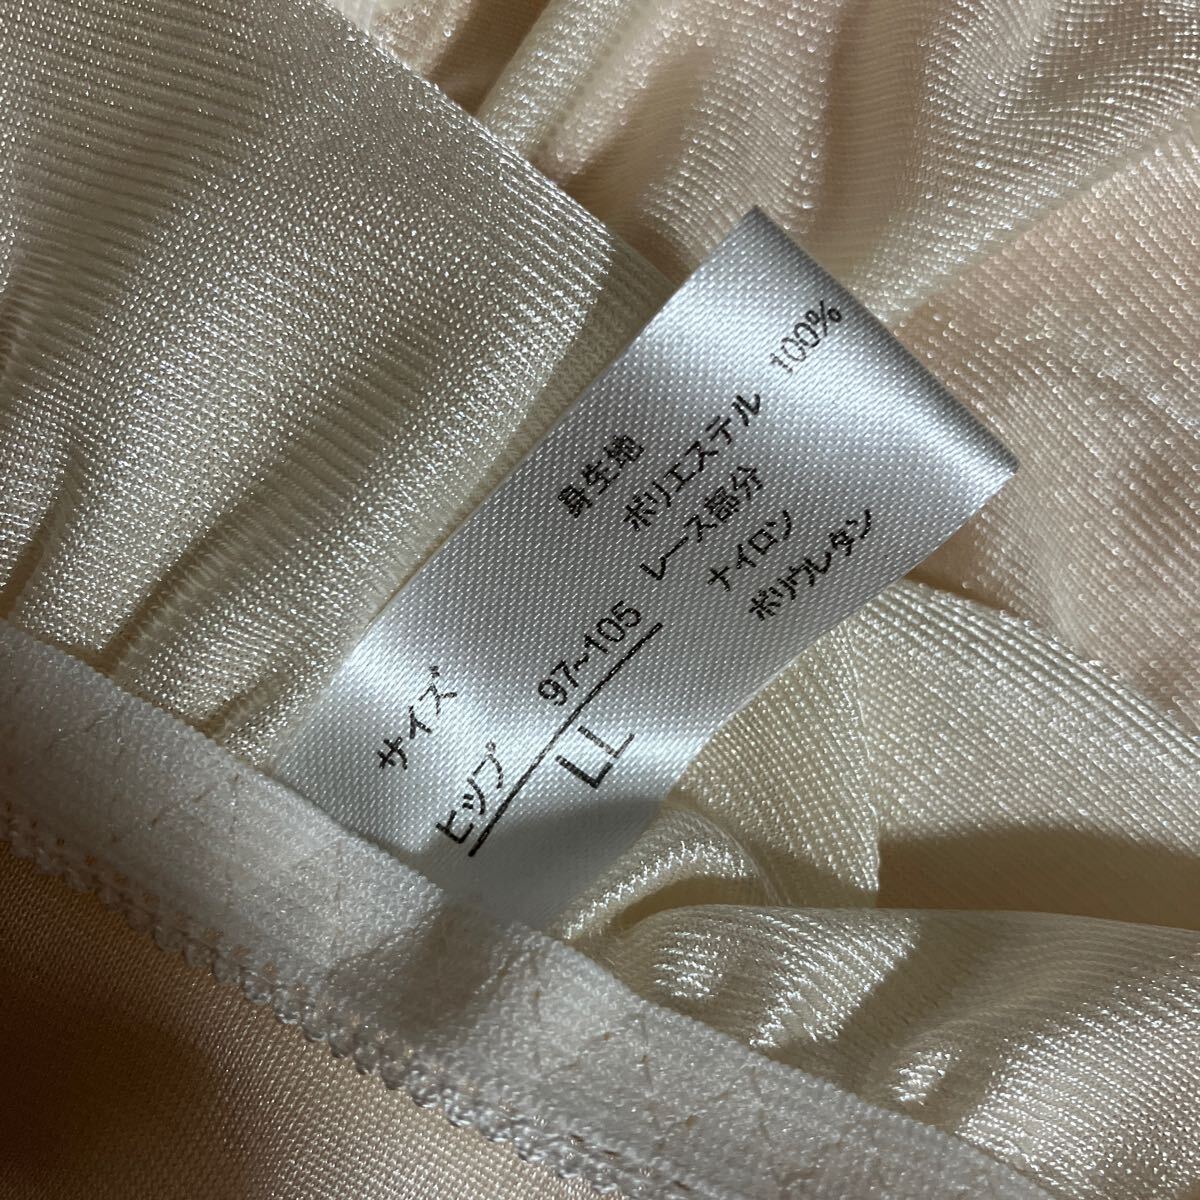 サイズ
ヒップ 97~105
LL
身生地
ポリエステル 100%
レース部分
ナイロン
ポリウレタン